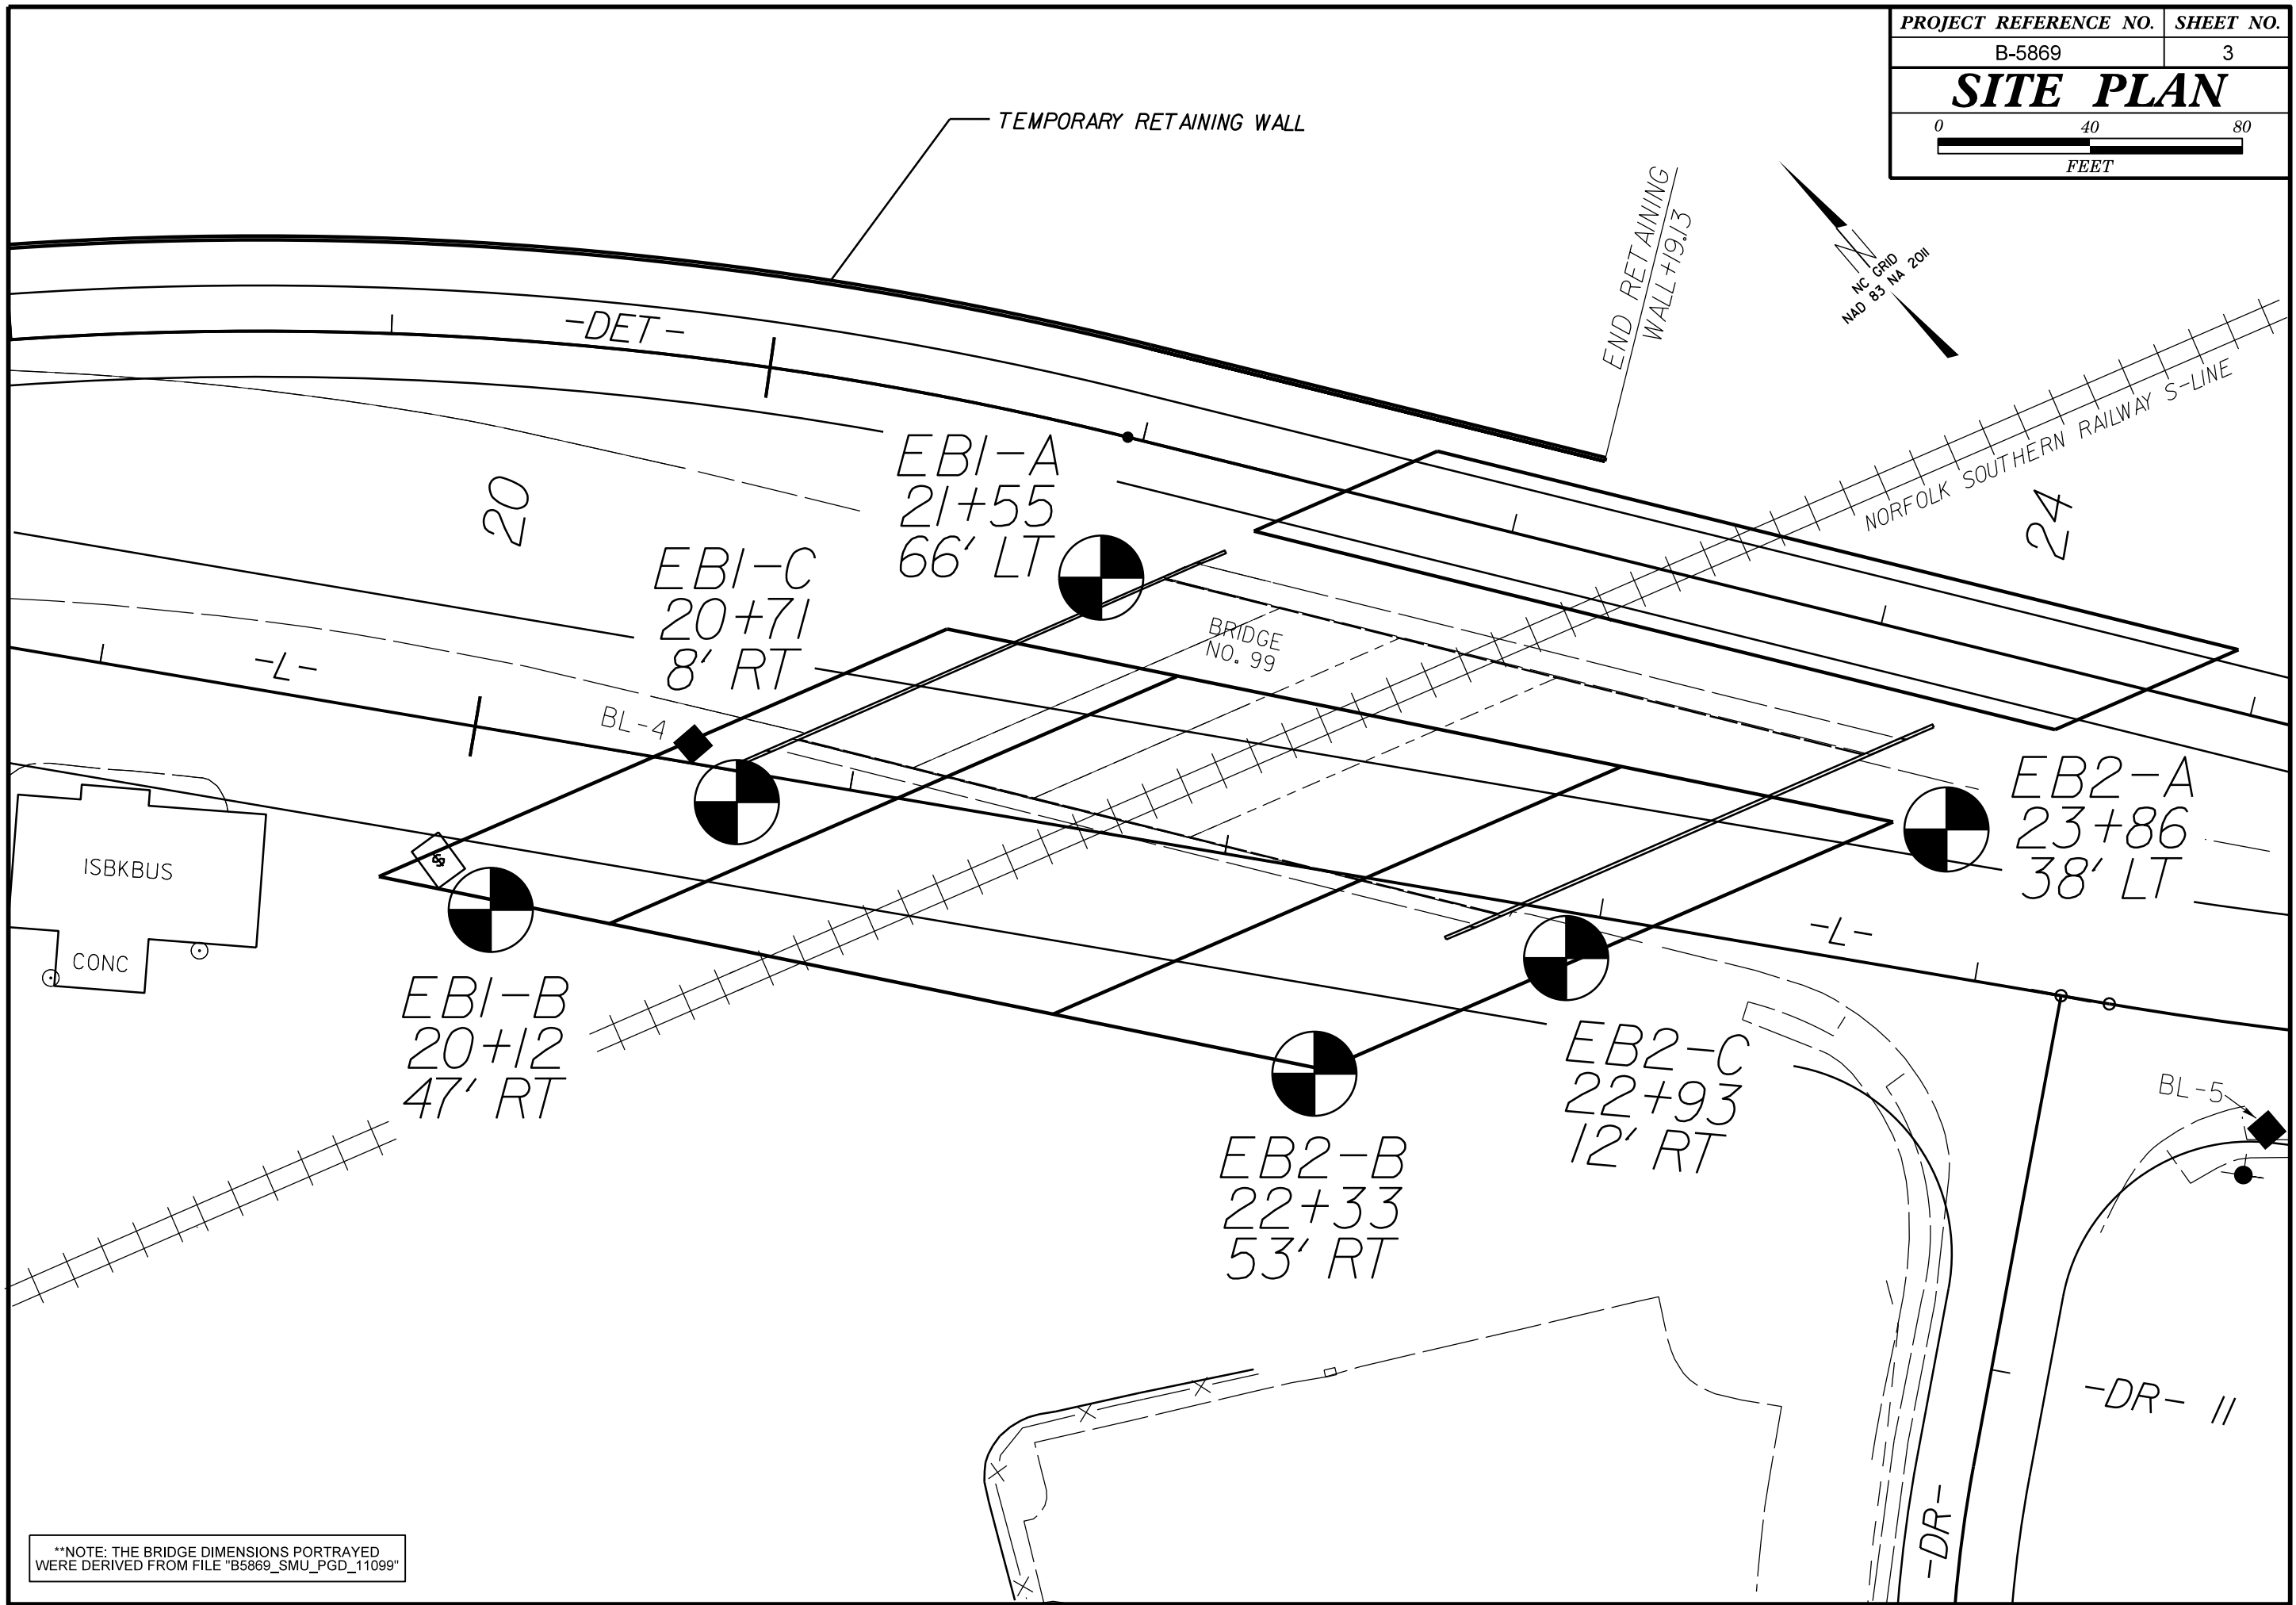 PROJECT REFERENCE NO. SHEET NO.
B-5869 3
SITE PLAN
0 40 80
FEET
TEMPORARY RETAINING WALL
END RETAINING
WALL +19.13
N
NC GRID
NAD 83 NA 2011
-DET-
NORFOLK SOUTHERN RAILWAY S-LINE
20
24
EB1-A
21+55
66' LT
EB1-C
20+71
8' RT
BRIDGE
NO. 99
-L-
BL-4
EB2-A
23+86
38' LT
ISBKBUS
CONC
-L-
EB1-B
20+12
47' RT
EB2-C
22+93
12' RT
BL-5
EB2-B
22+33
53' RT
-DR- 11
-DR-
**NOTE: THE BRIDGE DIMENSIONS PORTRAYED
WERE DERIVED FROM FILE "B5869_SMU_PGD_11099"